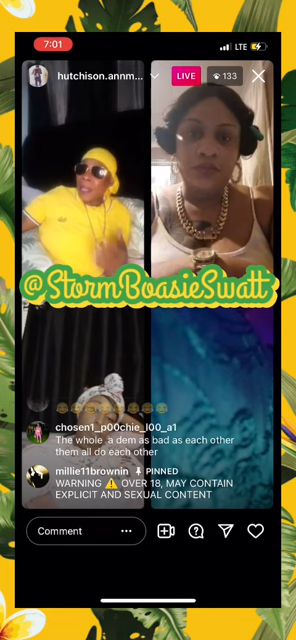 7:01
LTE
hutchison.annm...
LIVE
133
@StormBoasieSwatt
chosen1_p00chie_l00_a1
The whole a dem as bad as each other
them all do each other
millie11brownin PINNED
WARNING ⚠️ OVER 18, MAY CONTAIN
EXPLICIT AND SEXUAL CONTENT
Comment